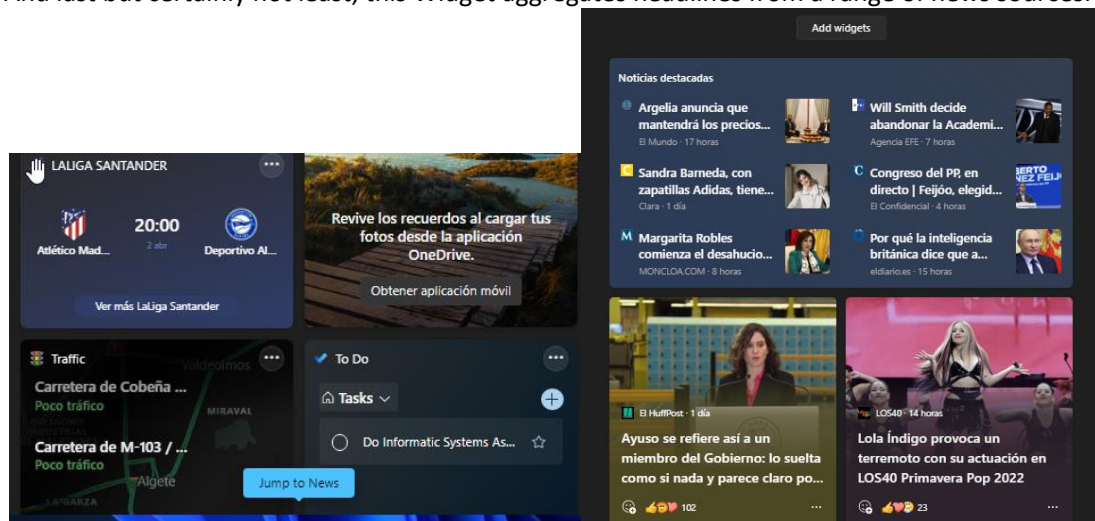 And last but certainly not least, this Widget aggregates headlines from a range of news sources.
LALIGA SANTANDER
20:00
2 abr
Atlético Mad...
Deportivo Al...
Ver más LaLiga Santander
Revive los recuerdos al cargar tus
fotos desde la aplicación
OneDrive.
Obtener aplicación móvil
Traffic
Valdeolmos
Carretera de Cobeña ...
Poco tráfico
MIRAVAL
Carretera de M-103 / ...
Poco tráfico
Algete
LA GARZA
To Do
Tasks
Do Informatic Systems As...
Jump to News
Add widgets
Noticias destacadas
Argelia anuncia que
mantendrá los precios...
El Mundo · 17 horas
Will Smith decide
abandonar la Academi...
Agencia EFE · 7 horas
Sandra Barneda, con
zapatillas Adidas, tiene...
Clara · 1 día
Congreso del PP, en
directo | Feijóo, elegid...
El Confidencial · 4 horas
Margarita Robles
comienza el desahucio...
MONCLOA.COM · 8 horas
Por qué la inteligencia
británica dice que a...
eldiario.es · 15 horas
El HuffPost · 1 día
Ayuso se refiere así a un
miembro del Gobierno: lo suelta
como si nada y parece claro po...
102
LOS40 · 14 horas
Lola Índigo provoca un
terremoto con su actuación en
LOS40 Primavera Pop 2022
23